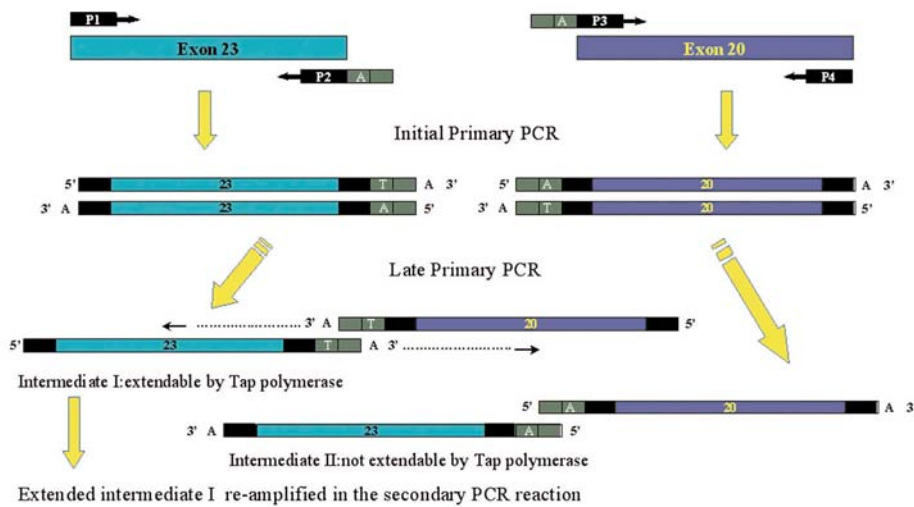 P1
A P3
Exon 23
Exon 20
P2 A
P4
Initial Primary PCR
5' 23 T A 3'
3' A 23 A 5'
5' A 20 A 3'
3' A T 20 5'
Late Primary PCR
3' A T 20 5'
5' 23 T A 3'
Intermediate I:extendable by Tap polymerase
5' A 20 A 3
3' A 23 A 5'
Intermediate II:not extendable by Tap polymerase
Extended intermediate I re-amplified in the secondary PCR reaction